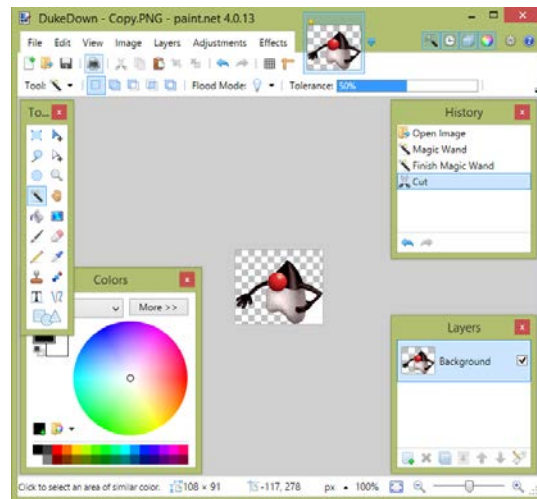 DukeDown - Copy.PNG - paint.net 4.0.13
File Edit View Image Layers Adjustments Effects
Tool: Flood Mode: Tolerance: 50%
To...
History
Open Image
Magic Wand
Finish Magic Wand
Cut
Colors
More >>
Layers
Background
Click to select an area of similar color. 108 × 91 -117, 278 px 100%